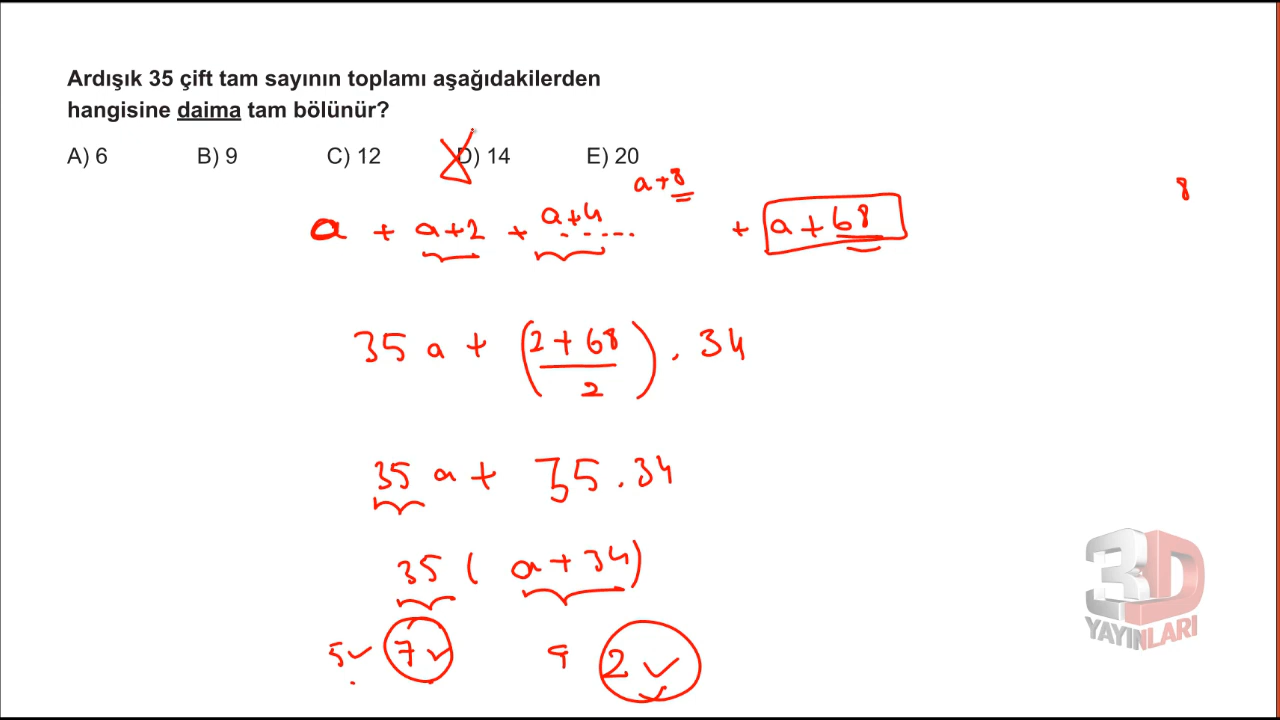 Ardışık 35 çift tam sayının toplamı aşağıdakilerden
hangisine daima tam bölünür?
A) 6 B) 9 C) 12 D) 14 E) 20
a+8
8
a + a+2 + a+4 ...... + a+68
35 a + (2+68 / 2) . 34
35 a + 35 . 34
35 ( a+34)
5✓ 7✓ 2✓
3D
YAYINLARI